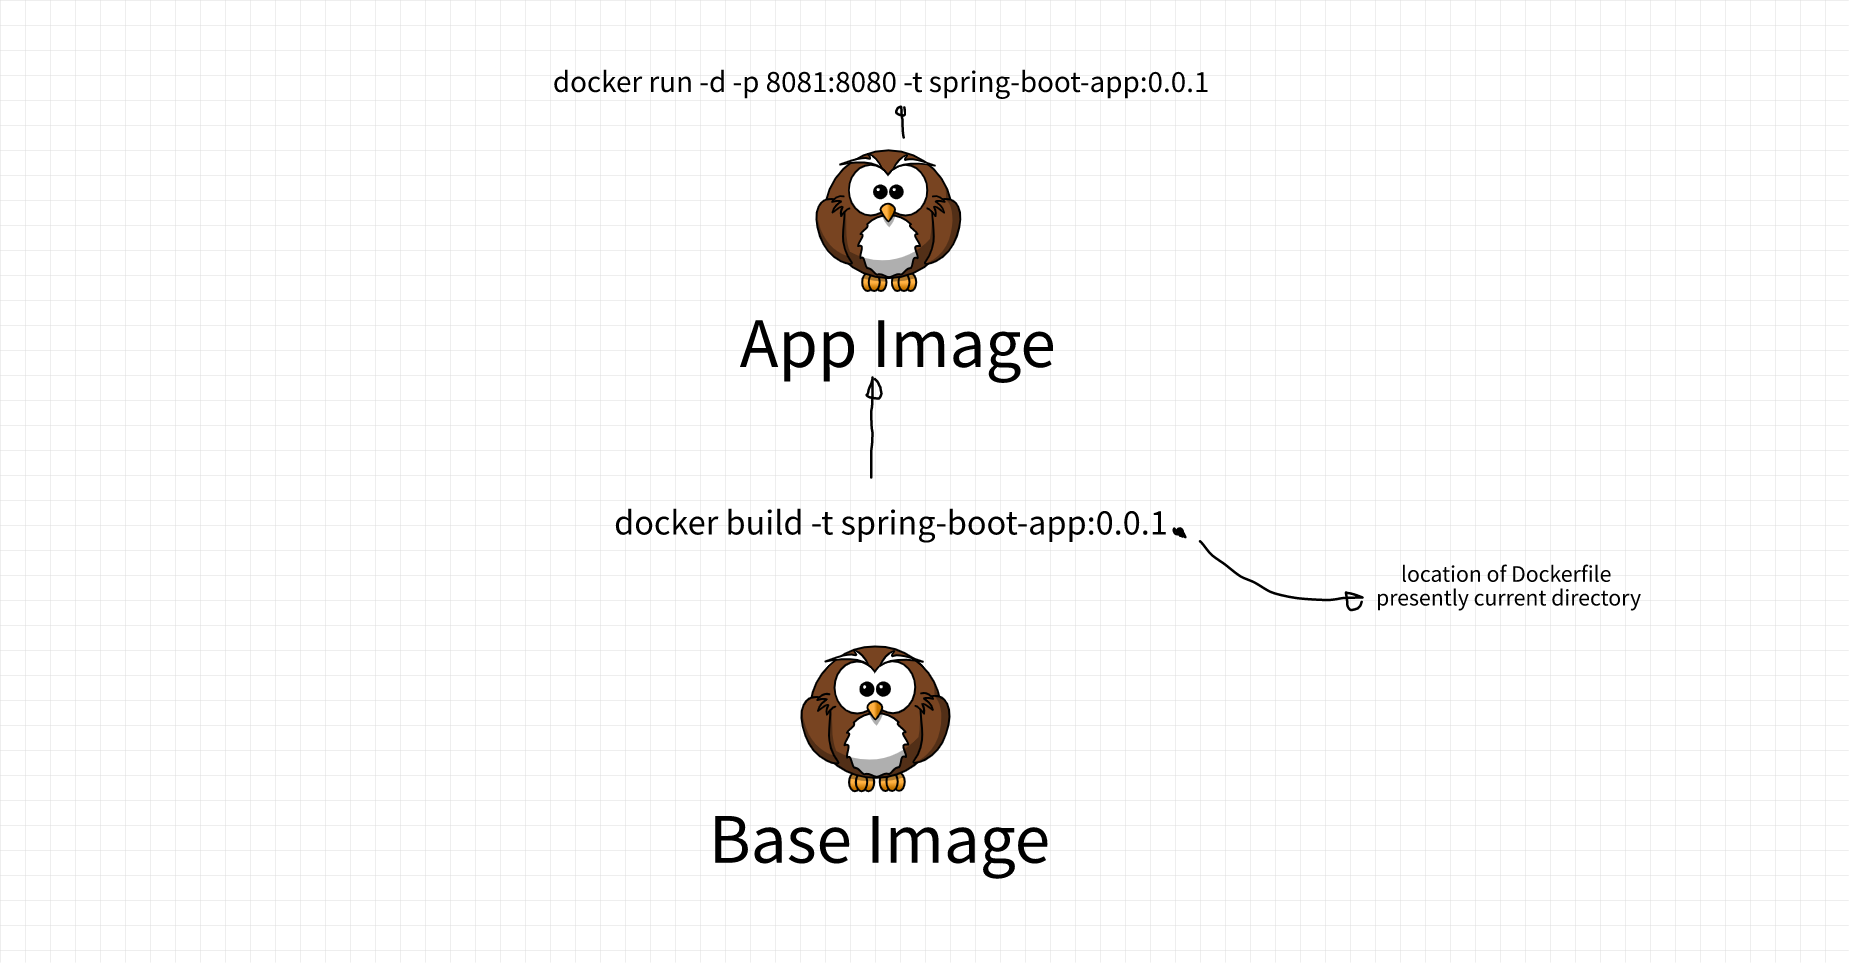 docker run -d -p 8081:8080 -t spring-boot-app:0.0.1
App Image
docker build -t spring-boot-app:0.0.1 .
location of Dockerfile
presently current directory
Base Image